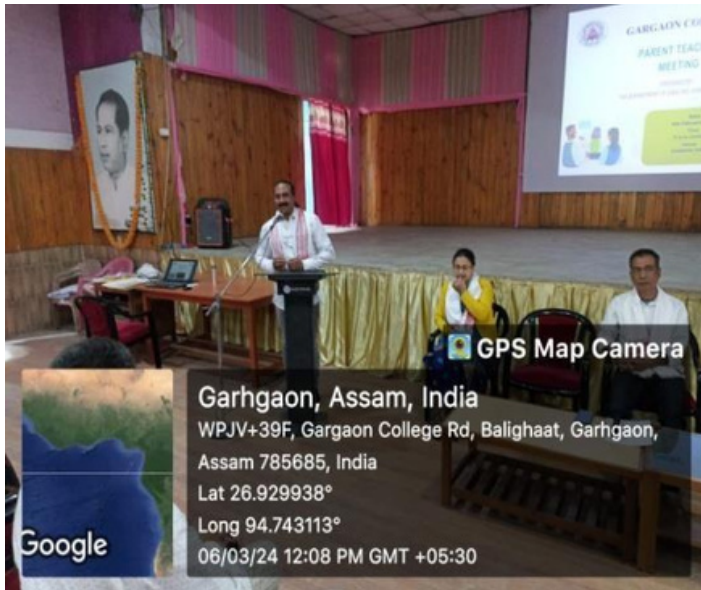 GARGAON CO
PARENT TEAC
MEETING
GPS Map Camera
Garhgaon, Assam, India
WPJV+39F, Gargaon College Rd, Balighaat, Garhgaon,
Assam 785685, India
Lat 26.929938°
Long 94.743113°
06/03/24 12:08 PM GMT +05:30
Google